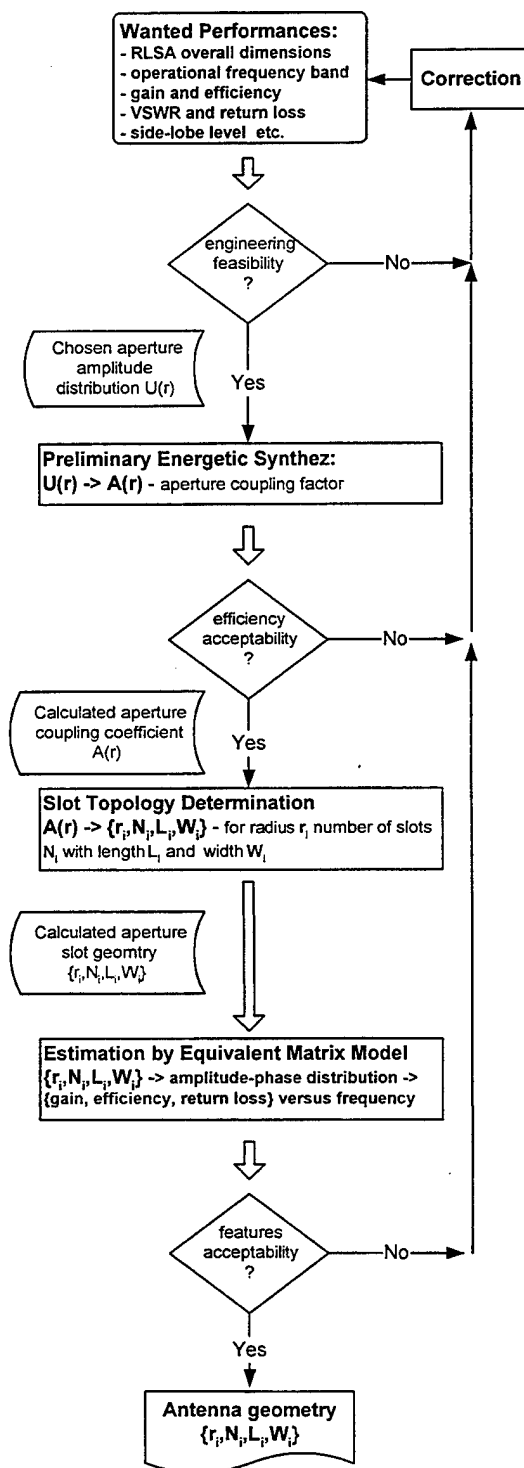 Wanted Performances:
- RLSA overall dimensions
- operational frequency band
- gain and efficiency
- VSWR and return loss
- side-lobe level etc.
Correction
engineering
feasibility
?
No
Chosen aperture
amplitude
distribution U(r)
Yes
Preliminary Energetic Synthez:
U(r) -> A(r) - aperture coupling factor
efficiency
acceptability
?
No
Calculated aperture
coupling coefficient
A(r)
Yes
Slot Topology Determination
A(r) -> {rᵢ,Nᵢ,Lᵢ,Wᵢ} - for radius rᵢ number of slots
Nᵢ with length Lᵢ and width Wᵢ
Calculated aperture
slot geomtry
{rᵢ,Nᵢ,Lᵢ,Wᵢ}
Estimation by Equivalent Matrix Model
{rᵢ,Nᵢ,Lᵢ,Wᵢ} -> amplitude-phase distribution ->
{gain, efficiency, return loss} versus frequency
features
acceptability
?
No
Yes
Antenna geometry
{rᵢ,Nᵢ,Lᵢ,Wᵢ}